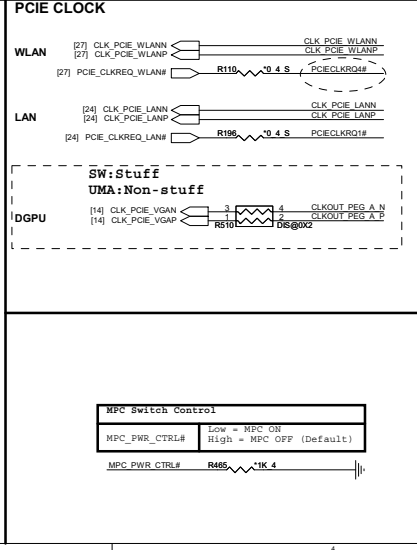 PCIE CLOCK
WLAN
[27] CLK_PCIE_WLANN CLK_PCIE_WLANN
[27] CLK_PCIE_WLANP CLK_PCIE_WLANP
[27] PCIE_CLKREQ_WLAN# R110 *0_4_S PCIECLKRQ4#
LAN
[24] CLK_PCIE_LANN CLK_PCIE_LANN
[24] CLK_PCIE_LANP CLK_PCIE_LANP
[24] PCIE_CLKREQ_LAN# R196 *0_4_S PCIECLKRQ1#
SW:Stuff
UMA:Non-stuff
DGPU
[14] CLK_PCIE_VGAN 3 4 CLKOUT_PEG_A_N
[14] CLK_PCIE_VGAP 1 2 CLKOUT_PEG_A_P
R510 DIS@0X2
MPC Switch Control
MPC_PWR_CTRL# Low = MPC ON
High = MPC OFF (Default)
MPC_PWR_CTRL# R465 *1K_4
4